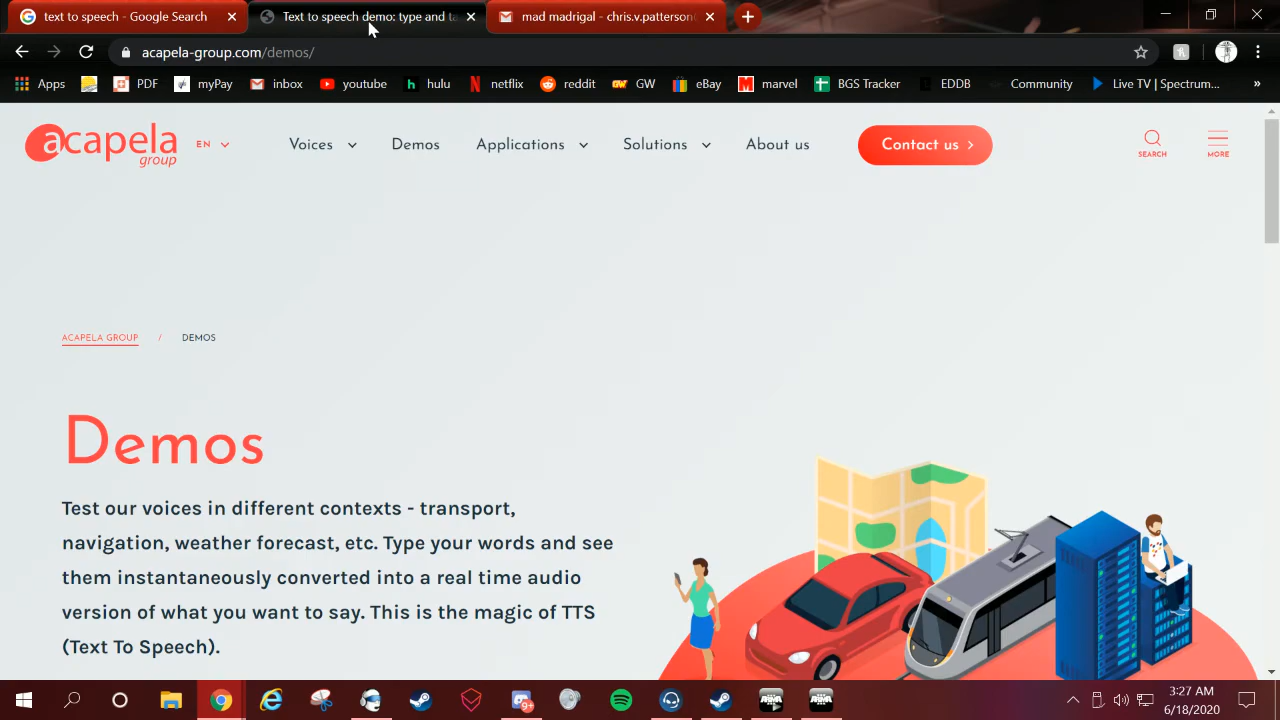 text to speech - Google Search
Text to speech demo: type and ta
mad madrigal - chris.v.patterson
acapela-group.com/demos/
Apps
PDF
myPay
inbox
youtube
hulu
netflix
reddit
GW
eBay
marvel
BGS Tracker
EDDB
Community
Live TV | Spectrum...
acapela
group
EN
Voices
Demos
Applications
Solutions
About us
Contact us
SEARCH
MORE
ACAPELA GROUP / DEMOS
Demos
Test our voices in different contexts - transport,
navigation, weather forecast, etc. Type your words and see
them instantaneously converted into a real time audio
version of what you want to say. This is the magic of TTS
(Text To Speech).
3:27 AM
6/18/2020